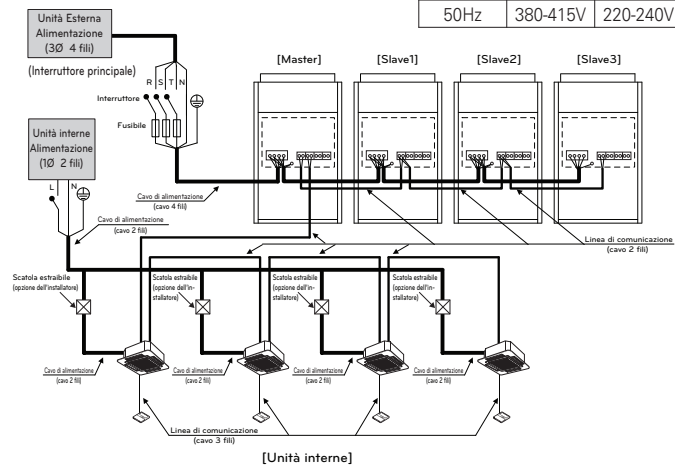 50Hz 380-415V 220-240V
Unità Esterna
Alimentazione
(3Ø 4 fili)
(Interruttore principale)
R S T N
Interruttore
Fusibile
[Master] [Slave1] [Slave2] [Slave3]
Unità interne
Alimentazione
(1Ø 2 fili)
L N
Cavo di alimentazione
(cavo 4 fili)
Cavo di alimentazione
(cavo 2 fili)
Linea di comunicazione
(cavo 2 fili)
Scatola estraibile
(opzione dell'installatore)
Scatola estraibile
(opzione dell'in-
stallatore)
Scatola estraibile
(opzione dell'in-
stallatore)
Scatola estraibile
(opzione dell'in-
stallatore)
Cavo di alimentazione
(cavo 2 fili)
Cavo di alimentazione
(cavo 2 fili)
Cavo di alimentazione
(cavo 2 fili)
Cavo di alimentazione
(cavo 2 fili)
Linea di comunicazione
(cavo 3 fili)
[Unità interne]